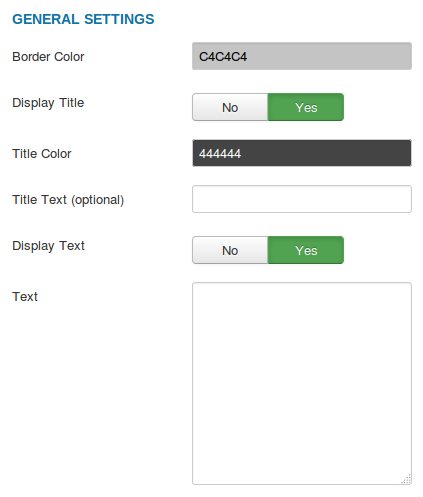 GENERAL SETTINGS
Border Color C4C4C4
Display Title No Yes
Title Color 444444
Title Text (optional)
Display Text No Yes
Text